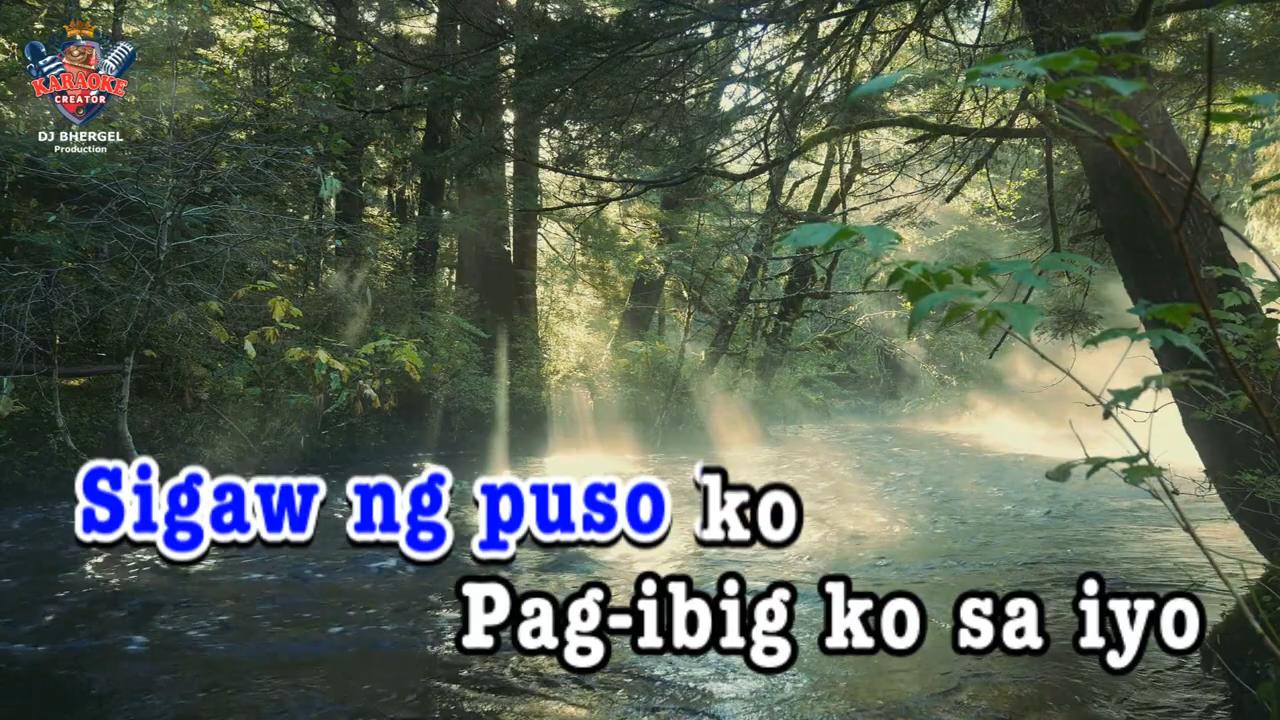 KARAOKE
CREATOR
DJ BHERGEL
Production
Sigaw ng puso ko
Pag-ibig ko sa iyo